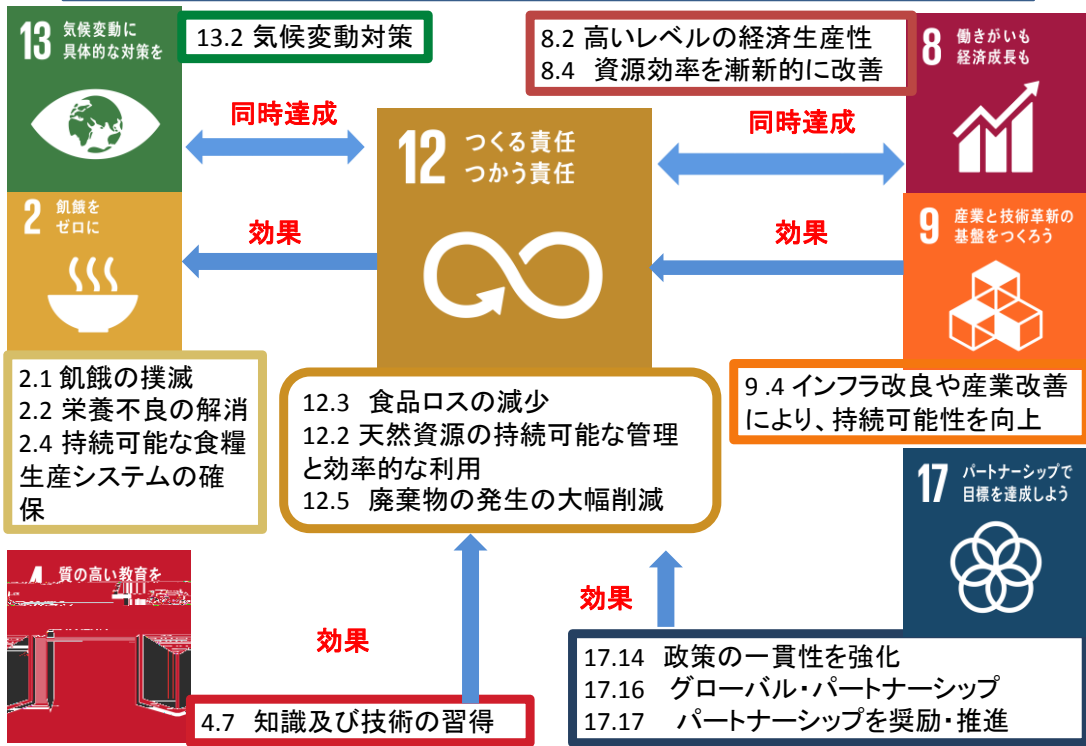 13 気候変動に
具体的な対策を
13.2 気候変動対策
8.2 高いレベルの経済生産性
8.4 資源効率を漸新的に改善
8 働きがいも
経済成長も
同時達成
12 つくる責任
つかう責任
同時達成
2 飢餓を
ゼロに
効果
効果
9 産業と技術革新の
基盤をつくろう
2.1 飢餓の撲滅
2.2 栄養不良の解消
2.4 持続可能な食糧
生産システムの確
保
12.3 食品ロスの減少
12.2 天然資源の持続可能な管理
と効率的な利用
12.5 廃棄物の発生の大幅削減
9.4 インフラ改良や産業改善
により、持続可能性を向上
17 パートナーシップで
目標を達成しよう
質の高い教育を
効果
効果
4.7 知識及び技術の習得
17.14 政策の一貫性を強化
17.16 グローバル・パートナーシップ
17.17 パートナーシップを奨励・推進